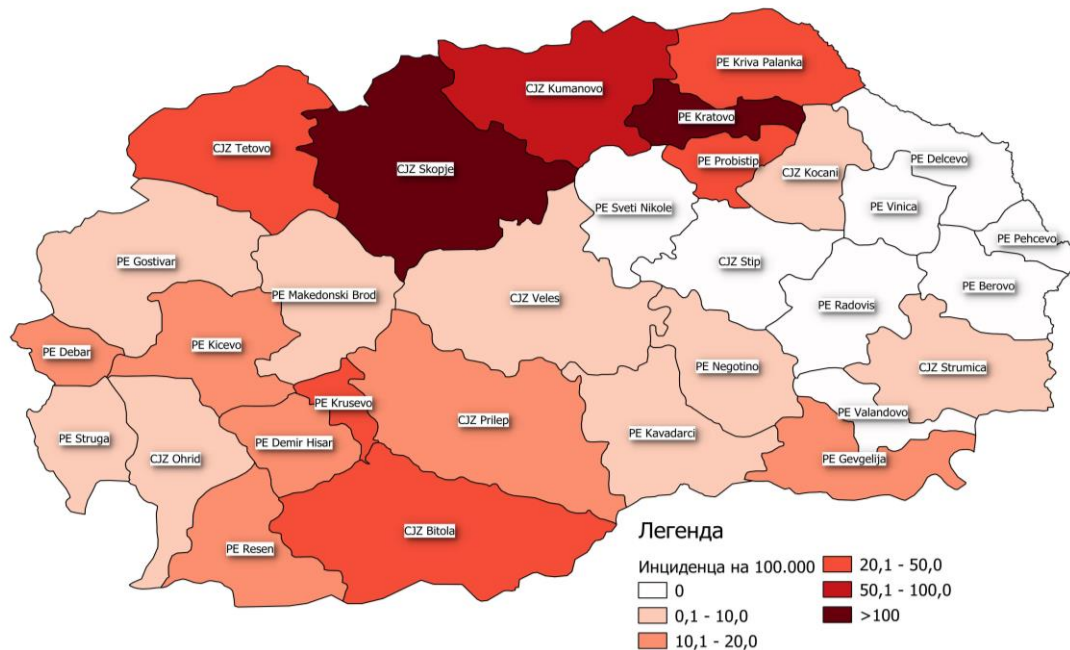 PE Kriva Palanka
CJZ Kumanovo
PE Kratovo
CJZ Tetovo
PE Probistip
PE Delcevo
CJZ Skopje
CJZ Kocani
PE Sveti Nikole
PE Vinica
PE Pehcevo
PE Gostivar
CJZ Stip
CJZ Veles
PE Berovo
PE Makedonski Brod
PE Radovis
PE Kicevo
PE Debar
PE Negotino
CJZ Strumica
PE Krusevo
PE Valandovo
CJZ Prilep
PE Kavadarci
PE Struga
PE Demir Hisar
CJZ Ohrid
PE Gevgelija
CJZ Bitola
PE Resen
Легенда
Инциденца на 100.000
0
0,1 - 10,0
10,1 - 20,0
20,1 - 50,0
50,1 - 100,0
>100